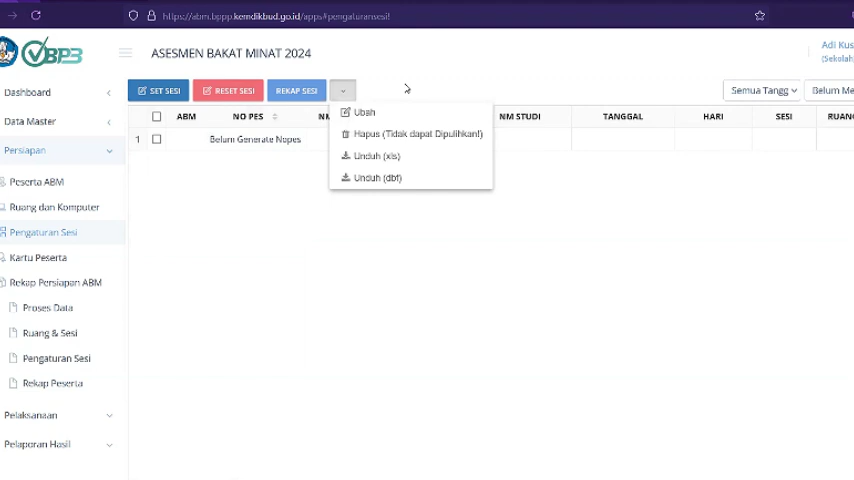 https://abm.bppp.kemdikbud.go.id/apps#pengaturansesi!
BP3
ASESMEN BAKAT MINAT 2024
Adi Kus
(Sekolah
Dashboard
Data Master
Persiapan
Peserta ABM
Ruang dan Komputer
Pengaturan Sesi
Kartu Peserta
Rekap Persiapan ABM
Proses Data
Ruang & Sesi
Pengaturan Sesi
Rekap Peserta
Pelaksanaan
Pelaporan Hasil
SET SESI
RESET SESI
REKAP SESI
Semua Tangg
Belum Me
ABM
NO PES
NM
NM STUDI
TANGGAL
HARI
SESI
RUANG
1
Belum Generate Nopes
Ubah
Hapus (Tidak dapat Dipulihkan!)
Unduh (xls)
Unduh (dbf)